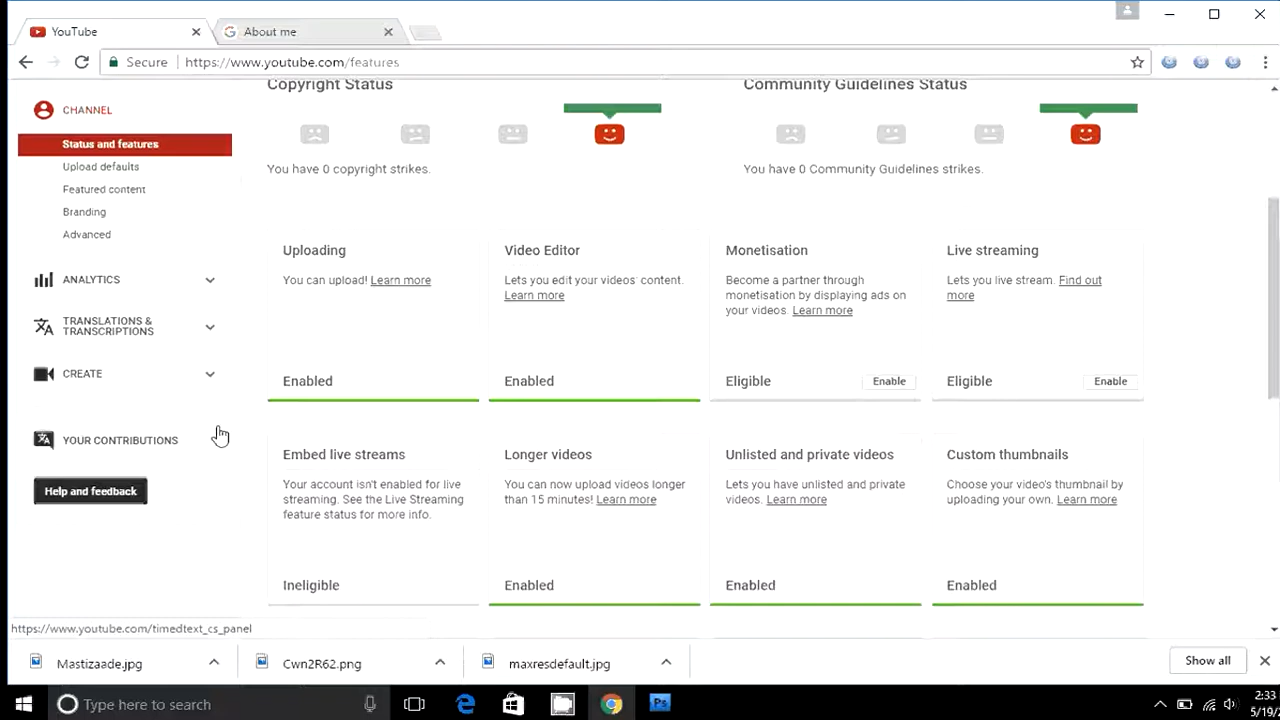 YouTube
About me
Secure
https://www.youtube.com/features
Copyright Status
Community Guidelines Status
CHANNEL
Status and features
Upload defaults
Featured content
Branding
Advanced
ANALYTICS
TRANSLATIONS &
TRANSCRIPTIONS
CREATE
YOUR CONTRIBUTIONS
Help and feedback
You have 0 copyright strikes.
You have 0 Community Guidelines strikes.
Uploading
You can upload! Learn more
Enabled
Video Editor
Lets you edit your videos' content.
Learn more
Enabled
Monetisation
Become a partner through
monetisation by displaying ads on
your videos. Learn more
Eligible
Enable
Live streaming
Lets you live stream. Find out
more
Eligible
Enable
Embed live streams
Your account isn't enabled for live
streaming. See the Live Streaming
feature status for more info.
Ineligible
Longer videos
You can now upload videos longer
than 15 minutes! Learn more
Enabled
Unlisted and private videos
Lets you have unlisted and private
videos. Learn more
Enabled
Custom thumbnails
Choose your video's thumbnail by
uploading your own. Learn more
Enabled
https://www.youtube.com/timedtext_cs_panel
Mastizaade.jpg
Cwn2R62.png
maxresdefault.jpg
Show all
Type here to search
Ps
2:33
5/19/2